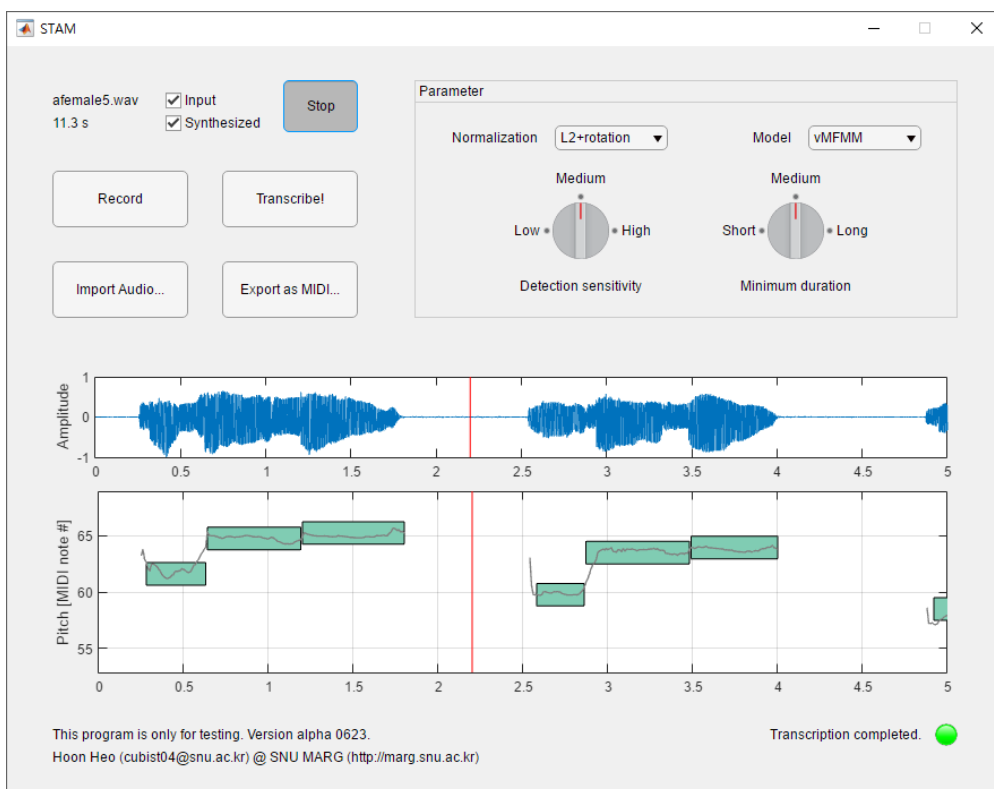 STAM
afemale5.wav
Input
11.3 s
Synthesized
Stop
Record
Transcribe!
Import Audio...
Export as MIDI...
Parameter
Normalization
L2+rotation
Model
vMFMM
Medium
Low
High
Detection sensitivity
Medium
Short
Long
Minimum duration
Amplitude
1
0
-1
0 0.5 1 1.5 2 2.5 3 3.5 4 4.5 5
Pitch [MIDI note #]
65
60
55
0 0.5 1 1.5 2 2.5 3 3.5 4 4.5 5
This program is only for testing. Version alpha 0623.
Transcription completed.
Hoon Heo (cubist04@snu.ac.kr) @ SNU MARG (http://marg.snu.ac.kr)